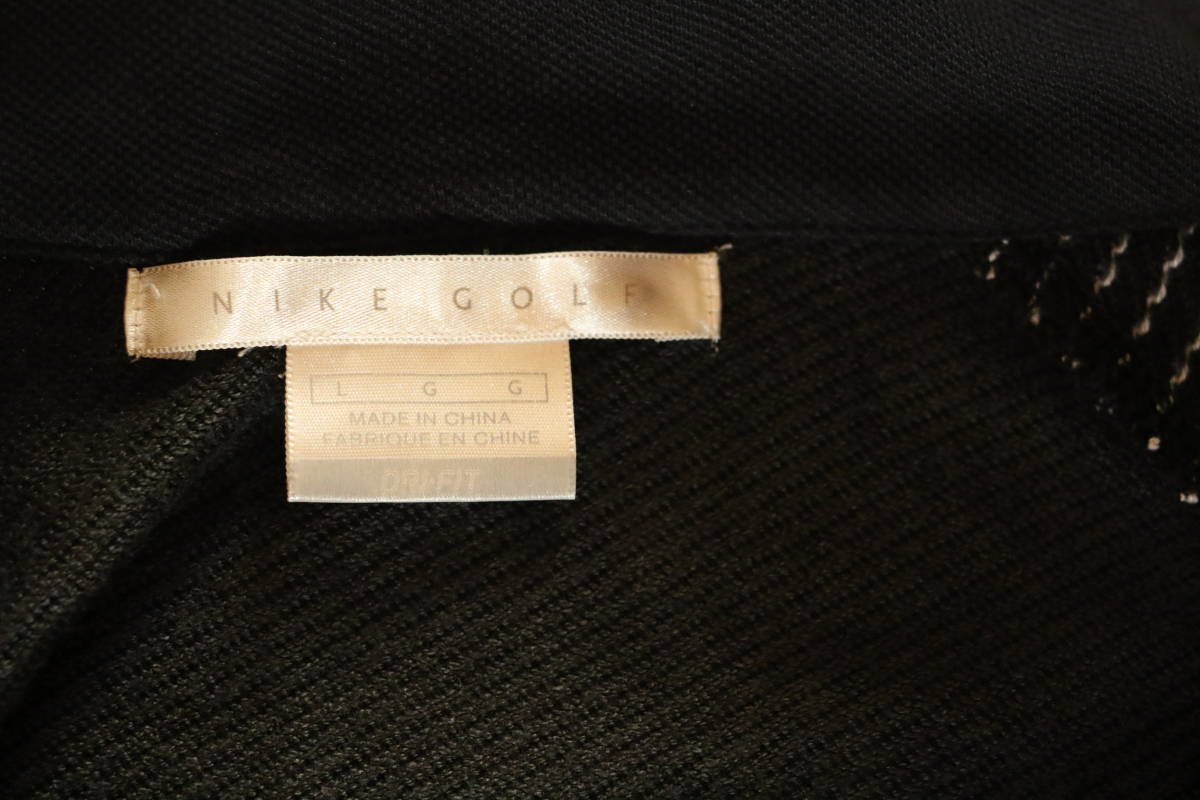 NIKE GOLF
L G G
MADE IN CHINA
FABRIQUE EN CHINE
DRI-FIT